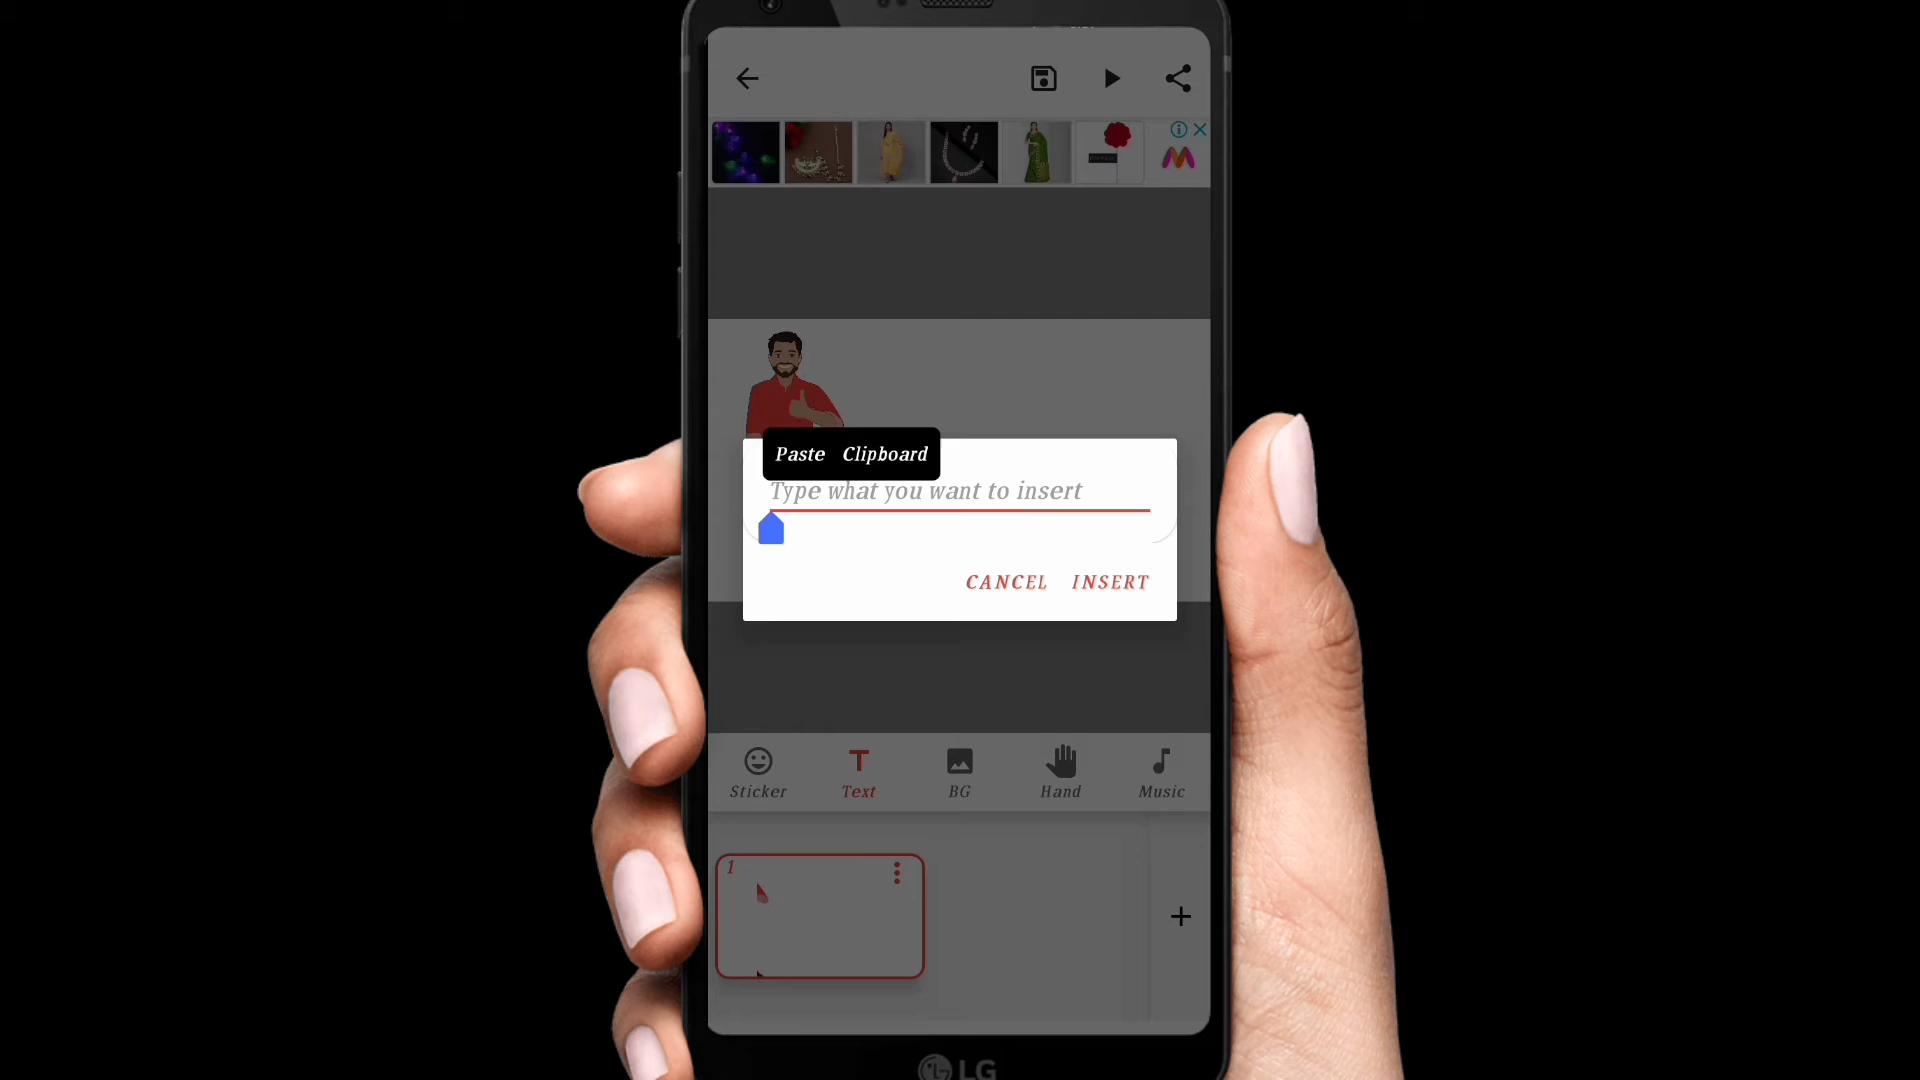 Paste Clipboard
Type what you want to insert
CANCEL INSERT
Sticker Text BG Hand Music
1
LG